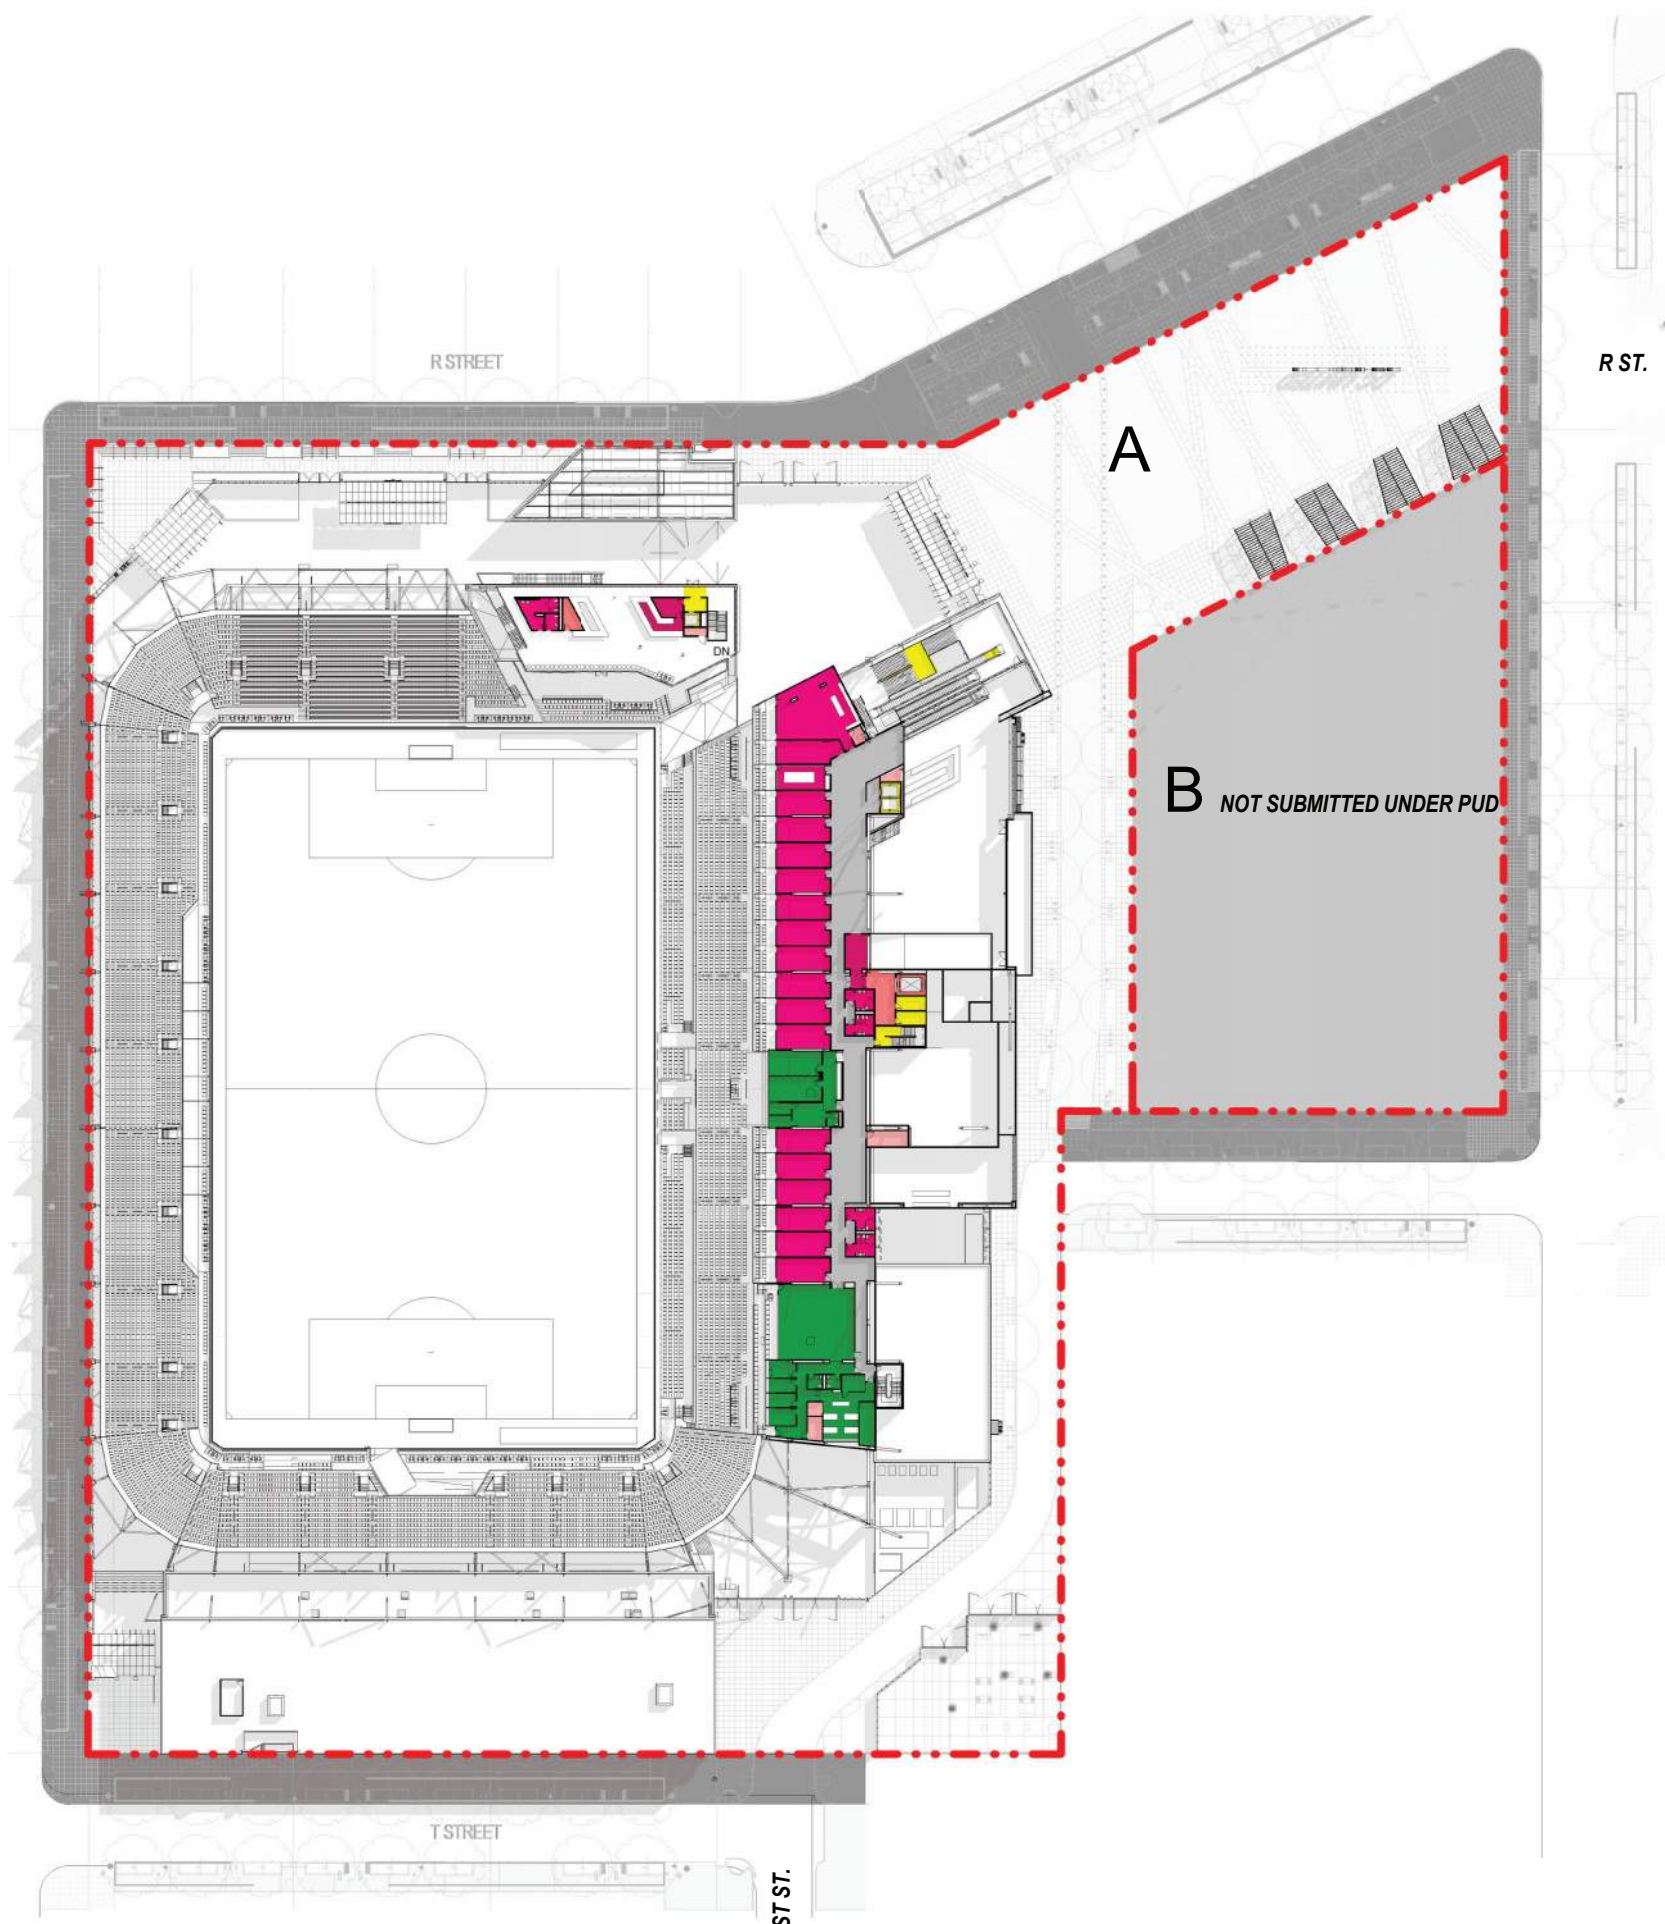 R STREET
R ST.
A
DN
B NOT SUBMITTED UNDER PUD
T STREET
ST ST.